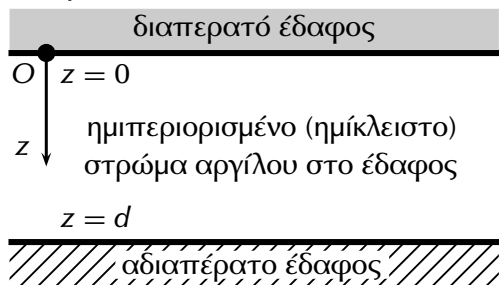 διαπερατό έδαφος
O z = 0
ημιπεριορισμένο (ημίκλειστο)
z
στρώμα αργίλου στο έδαφος
z = d
αδιαπέρατο έδαφος